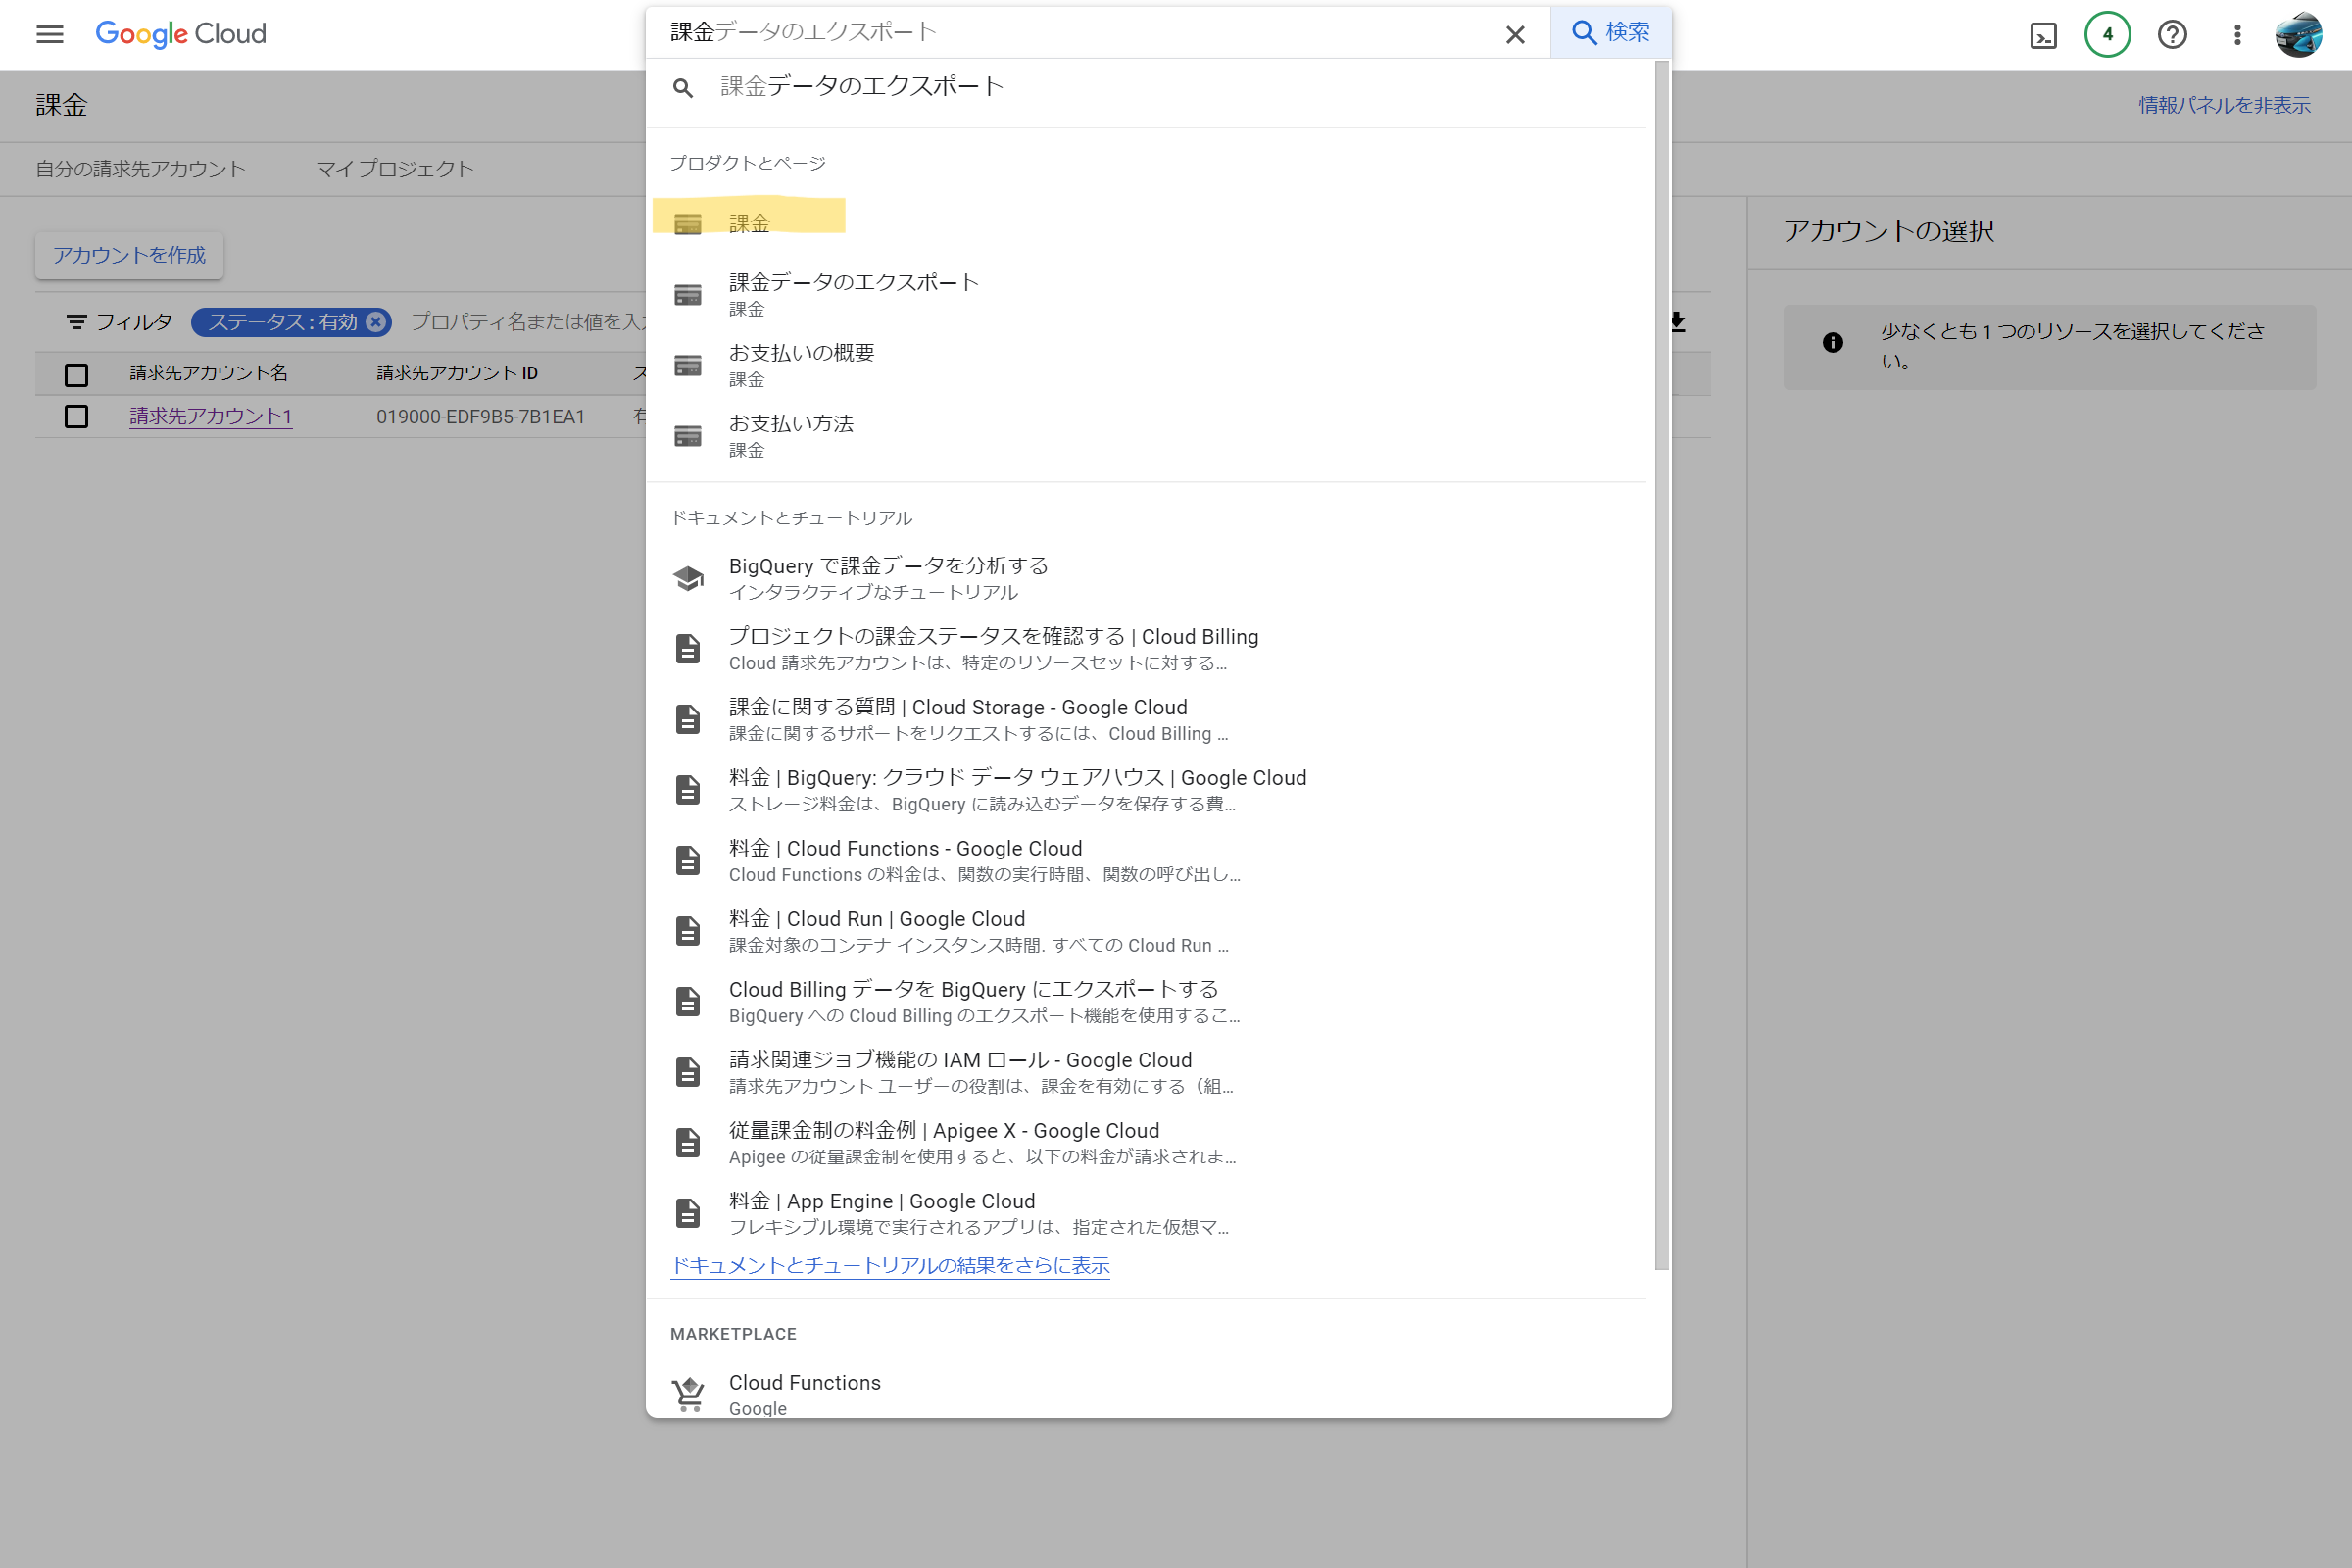 Google Cloud
課金データのエクスポート
検索
4
課金データのエクスポート
課金
情報パネルを非表示
自分の請求先アカウント
マイ プロジェクト
アカウントを作成
フィルタ
ステータス : 有効
プロパティ名または値を入
請求先アカウント名
請求先アカウント ID
ス
請求先アカウント1
019000-EDF9B5-7B1EA1
有
プロダクトとページ
課金
課金データのエクスポート
課金
お支払いの概要
課金
お支払い方法
課金
ドキュメントとチュートリアル
BigQuery で課金データを分析する
インタラクティブなチュートリアル
プロジェクトの課金ステータスを確認する | Cloud Billing
Cloud 請求先アカウントは、特定のリソースセットに対する...
課金に関する質問 | Cloud Storage - Google Cloud
課金に関するサポートをリクエストするには、Cloud Billing ...
料金 | BigQuery: クラウド データ ウェアハウス | Google Cloud
ストレージ料金は、BigQuery に読み込むデータを保存する費...
料金 | Cloud Functions - Google Cloud
Cloud Functions の料金は、関数の実行時間、関数の呼び出し...
料金 | Cloud Run | Google Cloud
課金対象のコンテナ インスタンス時間. すべての Cloud Run ...
Cloud Billing データを BigQuery にエクスポートする
BigQuery への Cloud Billing のエクスポート機能を使用するこ...
請求関連ジョブ機能の IAM ロール - Google Cloud
請求先アカウント ユーザーの役割は、課金を有効にする（組...
従量課金制の料金例 | Apigee X - Google Cloud
Apigee の従量課金制を使用すると、以下の料金が請求されま...
料金 | App Engine | Google Cloud
フレキシブル環境で実行されるアプリは、指定された仮想マ...
ドキュメントとチュートリアルの結果をさらに表示
MARKETPLACE
Cloud Functions
Google
アカウントの選択
少なくとも 1 つのリソースを選択してくださ
い。